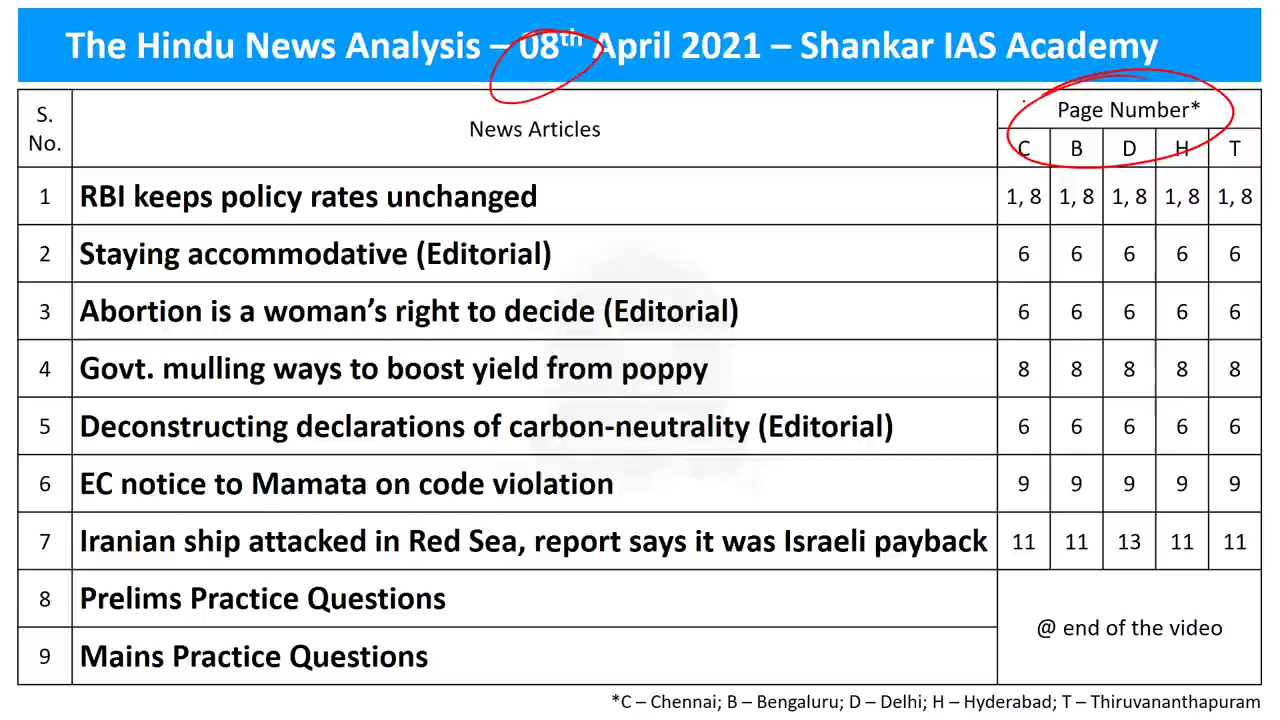 The Hindu News Analysis – 08th April 2021 – Shankar IAS Academy
S. No. News Articles Page Number*
C B D H T
1 RBI keeps policy rates unchanged 1, 8 1, 8 1, 8 1, 8 1, 8
2 Staying accommodative (Editorial) 6 6 6 6 6
3 Abortion is a woman’s right to decide (Editorial) 6 6 6 6 6
4 Govt. mulling ways to boost yield from poppy 8 8 8 8 8
5 Deconstructing declarations of carbon-neutrality (Editorial) 6 6 6 6 6
6 EC notice to Mamata on code violation 9 9 9 9 9
7 Iranian ship attacked in Red Sea, report says it was Israeli payback 11 11 13 11 11
8 Prelims Practice Questions
@ end of the video
9 Mains Practice Questions
*C – Chennai; B – Bengaluru; D – Delhi; H – Hyderabad; T – Thiruvananthapuram